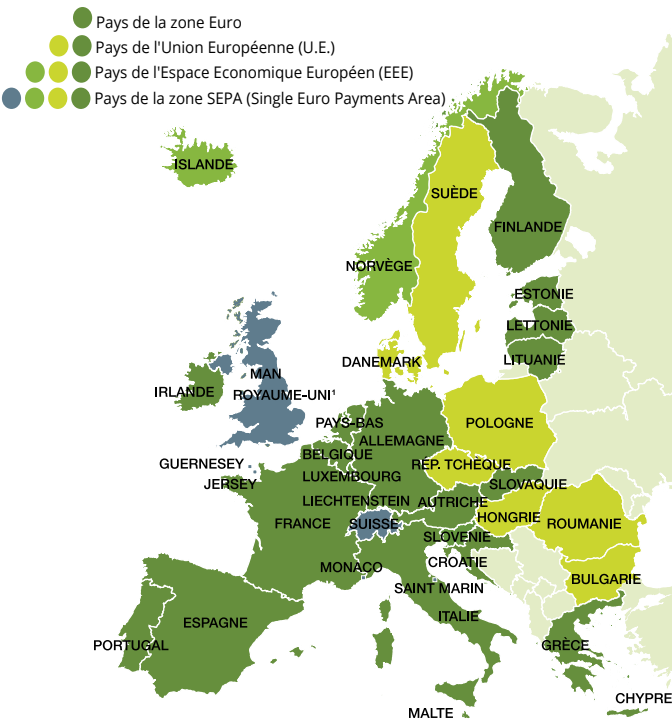 Pays de la zone Euro
Pays de l'Union Européenne (U.E.)
Pays de l'Espace Economique Européen (EEE)
Pays de la zone SEPA (Single Euro Payments Area)
ISLANDE
SUÈDE
FINLANDE
NORVÈGE
ESTONIE
LETTONIE
DANEMARK
LITUANIE
MAN
IRLANDE
ROYAUME-UNI¹
PAYS-BAS
POLOGNE
ALLEMAGNE
BELGIQUE
GUERNESEY
RÉP. TCHÈQUE
JERSEY
LUXEMBOURG
SLOVAQUIE
LIECHTENSTEIN
AUTRICHE
FRANCE
SUISSE
HONGRIE
ROUMANIE
SLOVENIE
MONACO
CROATIE
BULGARIE
SAINT MARIN
ESPAGNE
ITALIE
PORTUGAL
GRÈCE
CHYPRE
MALTE